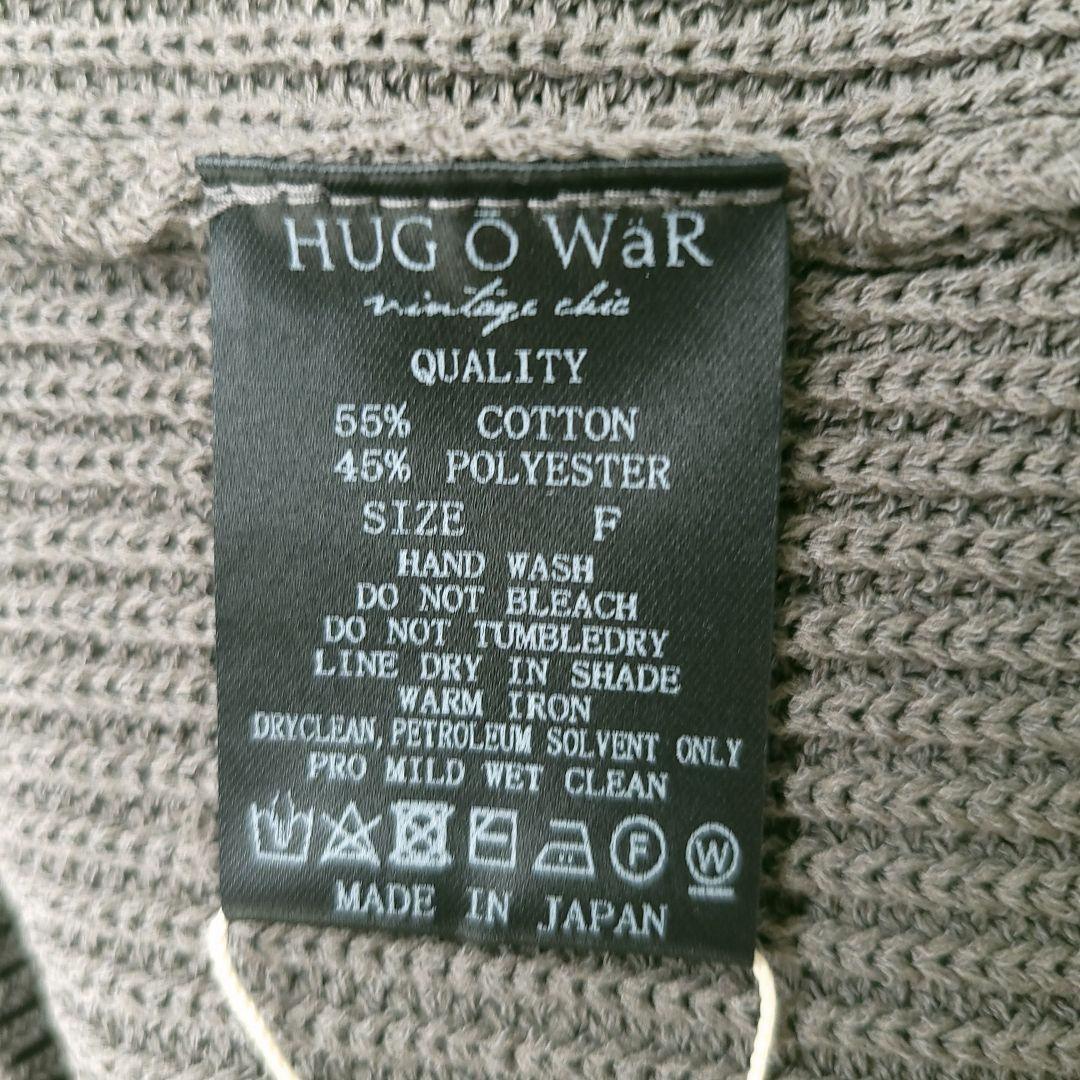 HUG Ō WäR
vintage chic
QUALITY
55% COTTON
45% POLYESTER
SIZE F
HAND WASH
DO NOT BLEACH
DO NOT TUMBLEDRY
LINE DRY IN SHADE
WARM IRON
DRYCLEAN, PETROLEUM SOLVENT ONLY
PRO MILD WET CLEAN
F W
MADE IN JAPAN